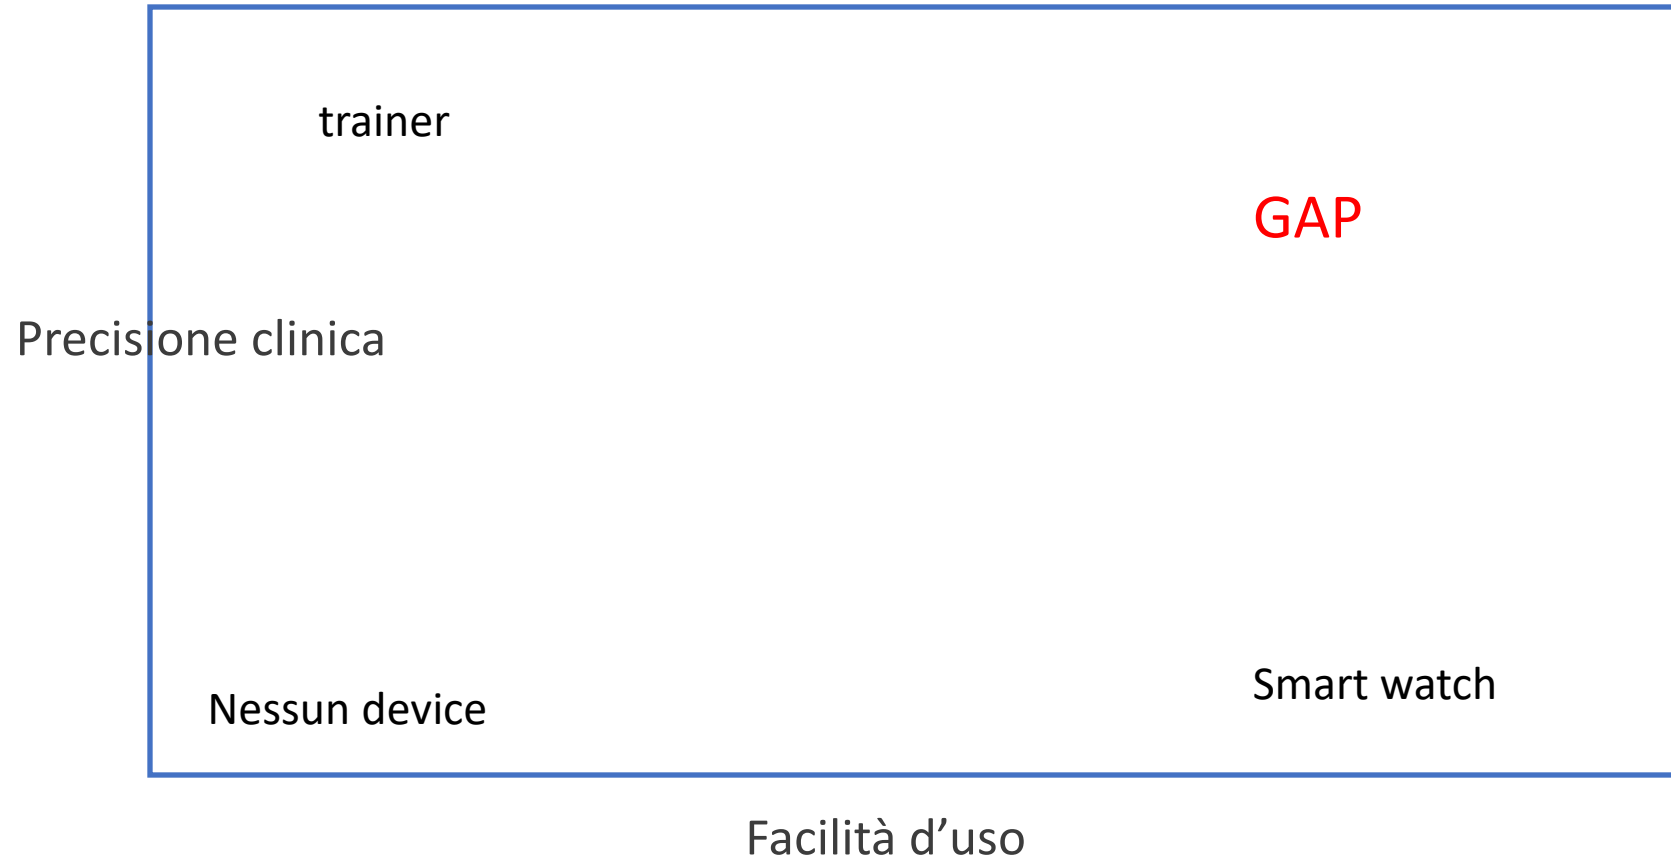 trainer
GAP
Precisione clinica
Smart watch
Nessun device
Facilità d’uso